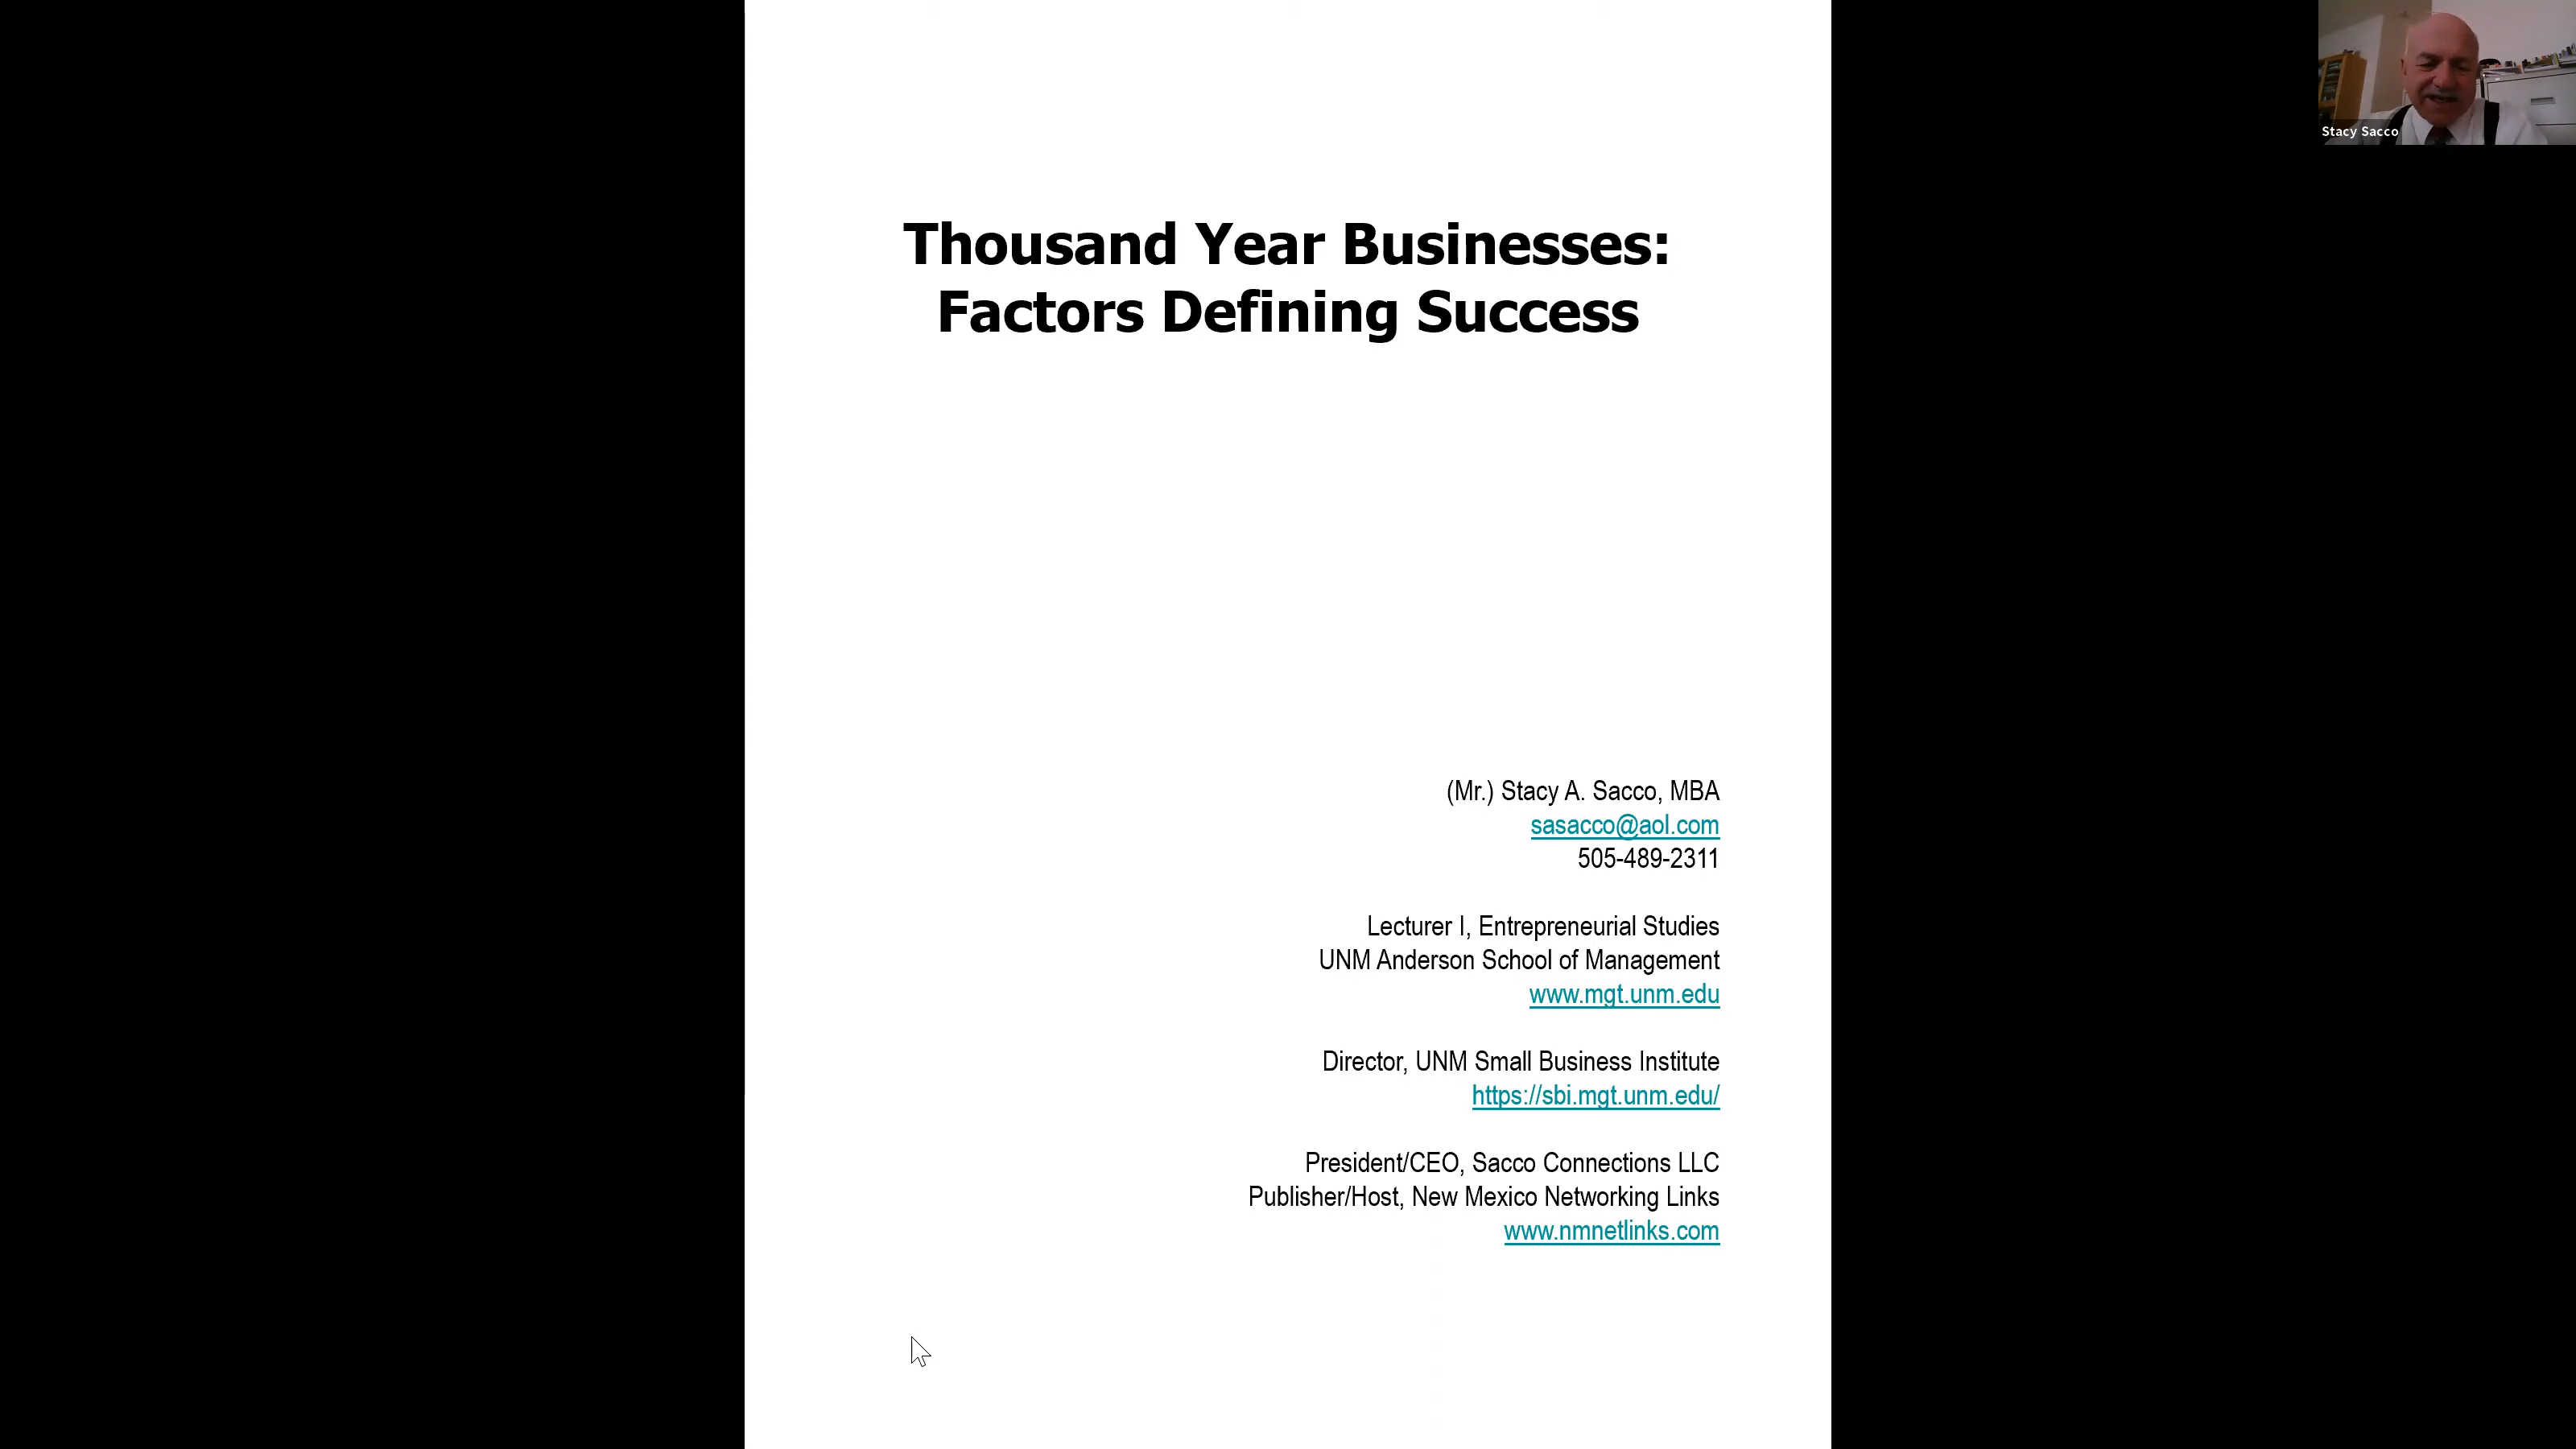 Thousand Year Businesses:
Factors Defining Success
(Mr.) Stacy A. Sacco, MBA
sasacco@aol.com
505-489-2311
Lecturer I, Entrepreneurial Studies
UNM Anderson School of Management
www.mgt.unm.edu
Director, UNM Small Business Institute
https://sbi.mgt.unm.edu/
President/CEO, Sacco Connections LLC
Publisher/Host, New Mexico Networking Links
www.nmnetlinks.com
Stacy Sacco